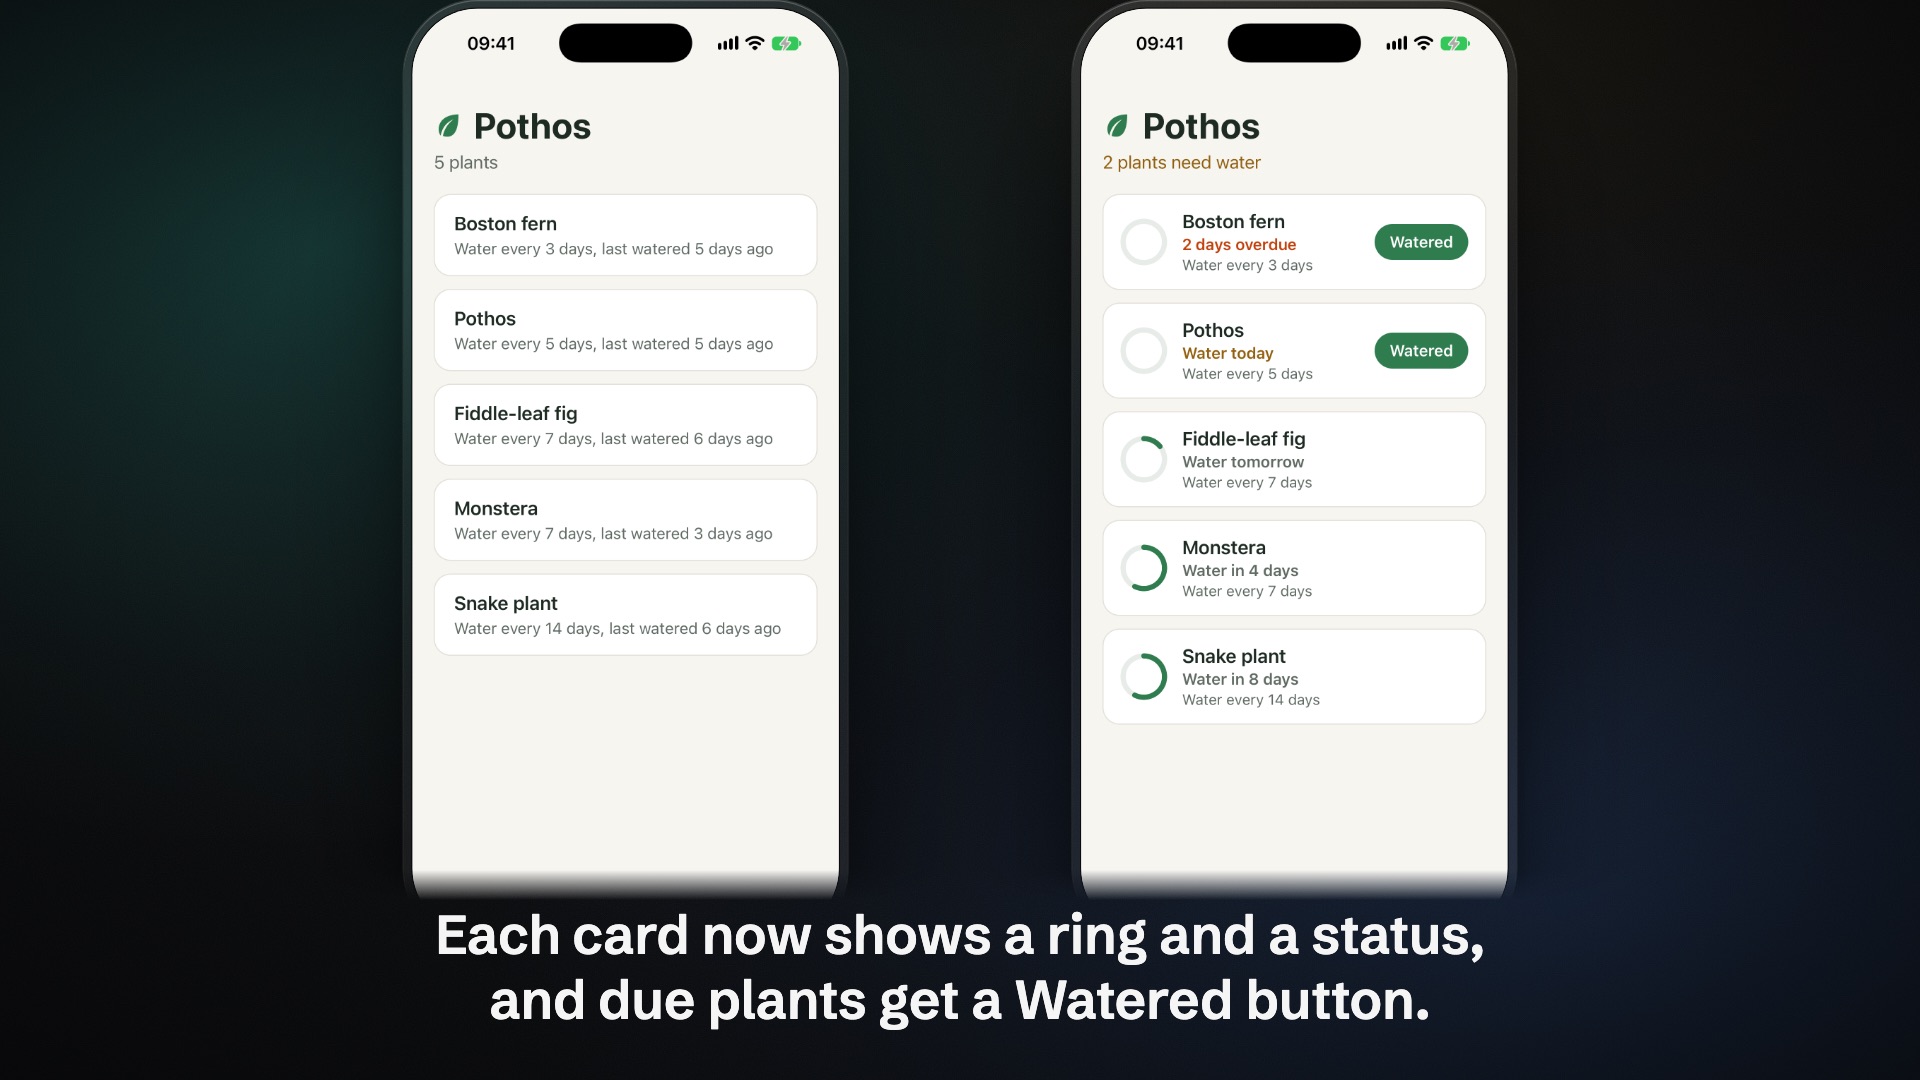 09:41
Pothos
5 plants
Boston fern
Water every 3 days, last watered 5 days ago
Pothos
Water every 5 days, last watered 5 days ago
Fiddle-leaf fig
Water every 7 days, last watered 6 days ago
Monstera
Water every 7 days, last watered 3 days ago
Snake plant
Water every 14 days, last watered 6 days ago
09:41
Pothos
2 plants need water
Boston fern
2 days overdue
Water every 3 days
Watered
Pothos
Water today
Water every 5 days
Watered
Fiddle-leaf fig
Water tomorrow
Water every 7 days
Monstera
Water in 4 days
Water every 7 days
Snake plant
Water in 8 days
Water every 14 days
Each card now shows a ring and a status,
and due plants get a Watered button.